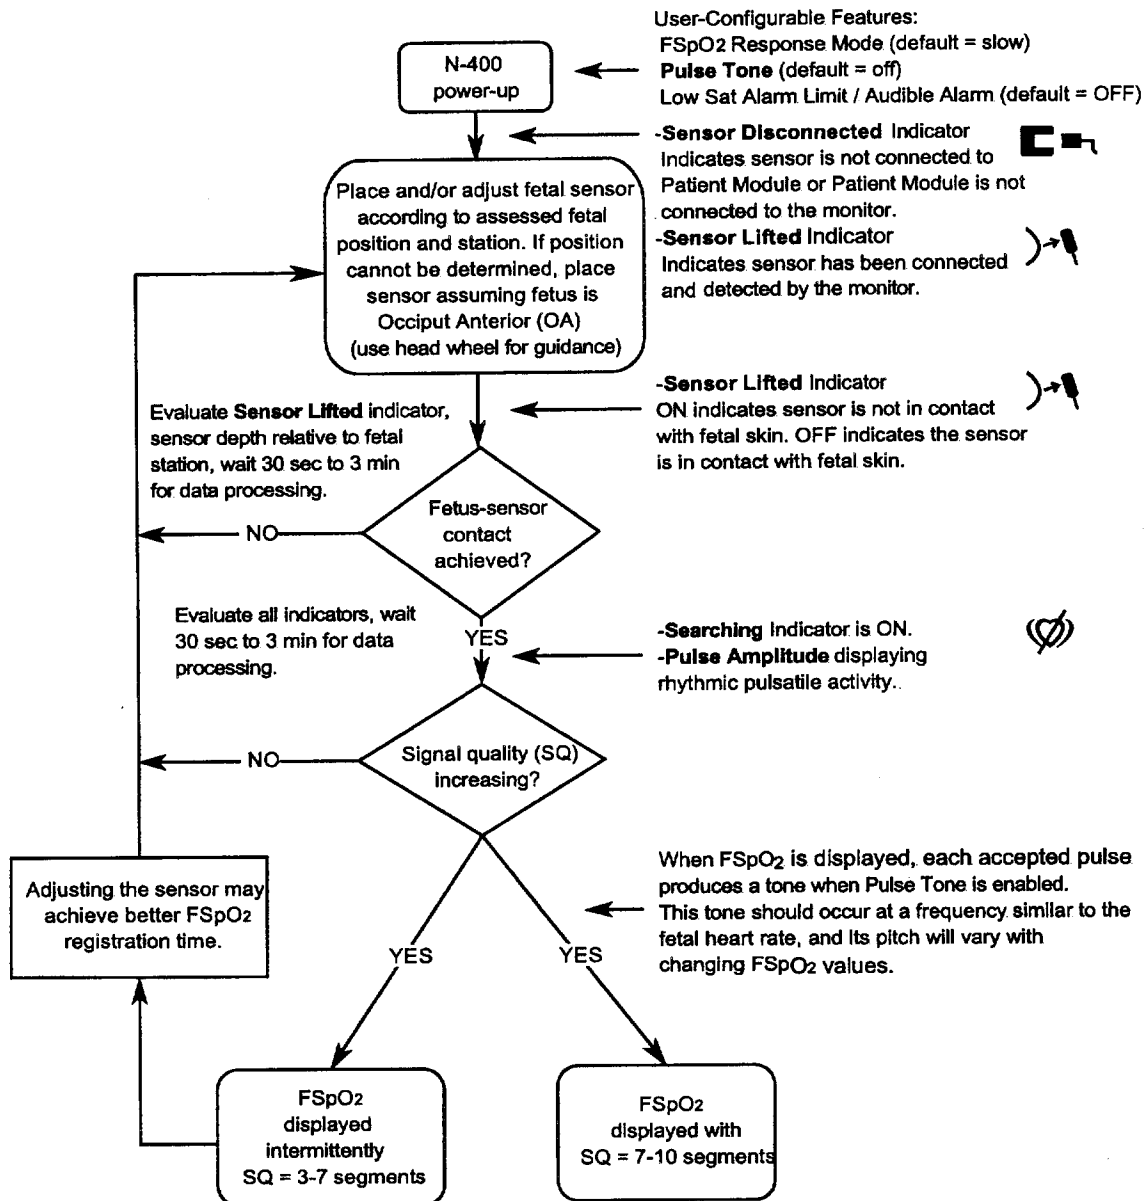 User-Configurable Features:
FSpO2 Response Mode (default = slow)
Pulse Tone (default = off)
Low Sat Alarm Limit / Audible Alarm (default = OFF)
N-400
power-up
-Sensor Disconnected Indicator
Indicates sensor is not connected to
Patient Module or Patient Module is not
connected to the monitor.
-Sensor Lifted Indicator
Indicates sensor has been connected
and detected by the monitor.
Place and/or adjust fetal sensor
according to assessed fetal
position and station. If position
cannot be determined, place
sensor assuming fetus is
Occiput Anterior (OA)
(use head wheel for guidance)
-Sensor Lifted Indicator
ON indicates sensor is not in contact
with fetal skin. OFF indicates the sensor
is in contact with fetal skin.
Evaluate Sensor Lifted indicator,
sensor depth relative to fetal
station, wait 30 sec to 3 min
for data processing.
Fetus-sensor
contact
achieved?
NO
YES
Evaluate all indicators, wait
30 sec to 3 min for data
processing.
-Searching Indicator is ON.
-Pulse Amplitude displaying
rhythmic pulsatile activity..
Signal quality (SQ)
increasing?
NO
When FSpO2 is displayed, each accepted pulse
produces a tone when Pulse Tone is enabled.
This tone should occur at a frequency similar to the
fetal heart rate, and Its pitch will vary with
changing FSpO2 values.
Adjusting the sensor may
achieve better FSpO2
registration time.
YES
YES
FSpO2
displayed
intermittently
SQ = 3-7 segments
FSpO2
displayed with
SQ = 7-10 segments